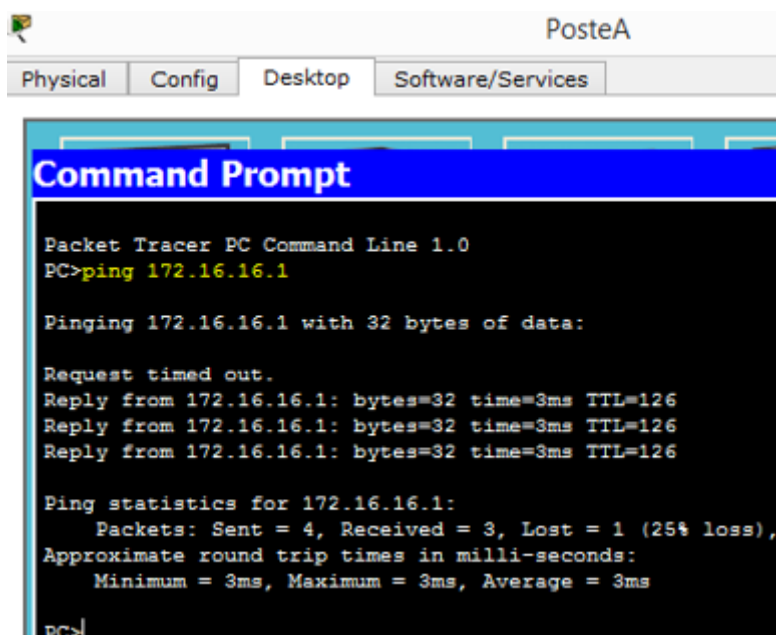 PosteA
Physical Config Desktop Software/Services
Command Prompt
Packet Tracer PC Command Line 1.0
PC>ping 172.16.16.1
Pinging 172.16.16.1 with 32 bytes of data:
Request timed out.
Reply from 172.16.16.1: bytes=32 time=3ms TTL=126
Reply from 172.16.16.1: bytes=32 time=3ms TTL=126
Reply from 172.16.16.1: bytes=32 time=3ms TTL=126
Ping statistics for 172.16.16.1:
Packets: Sent = 4, Received = 3, Lost = 1 (25% loss),
Approximate round trip times in milli-seconds:
Minimum = 3ms, Maximum = 3ms, Average = 3ms
PC>